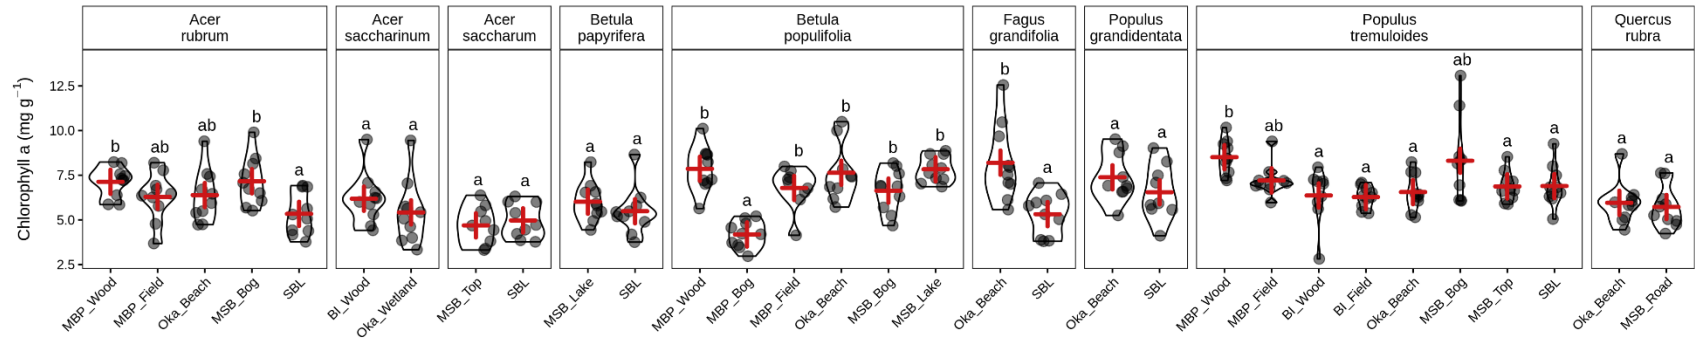 Acer
rubrum
Acer
saccharinum
Acer
saccharum
Betula
papyrifera
Betula
populifolia
Fagus
grandifolia
Populus
grandidentata
Populus
tremuloides
Quercus
rubra
Chlorophyll a (mg g⁻¹)
12.5
10.0
7.5
5.0
2.5
b ab ab b a
a a
a a
a a
b a b b b b
b a
a a
b ab a a a ab a a
a a
MBP_Wood MBP_Field Oka_Beach MSB_Bog SBL
BI_Wood Oka_Wetland
MSB_Top SBL
MSB_Lake SBL
MBP_Wood MBP_Bog MBP_Field Oka_Beach MSB_Bog MSB_Lake
Oka_Beach SBL
Oka_Beach SBL
MBP_Wood MBP_Field BI_Wood BI_Field Oka_Beach MSB_Bog MSB_Top SBL
Oka_Beach MSB_Road